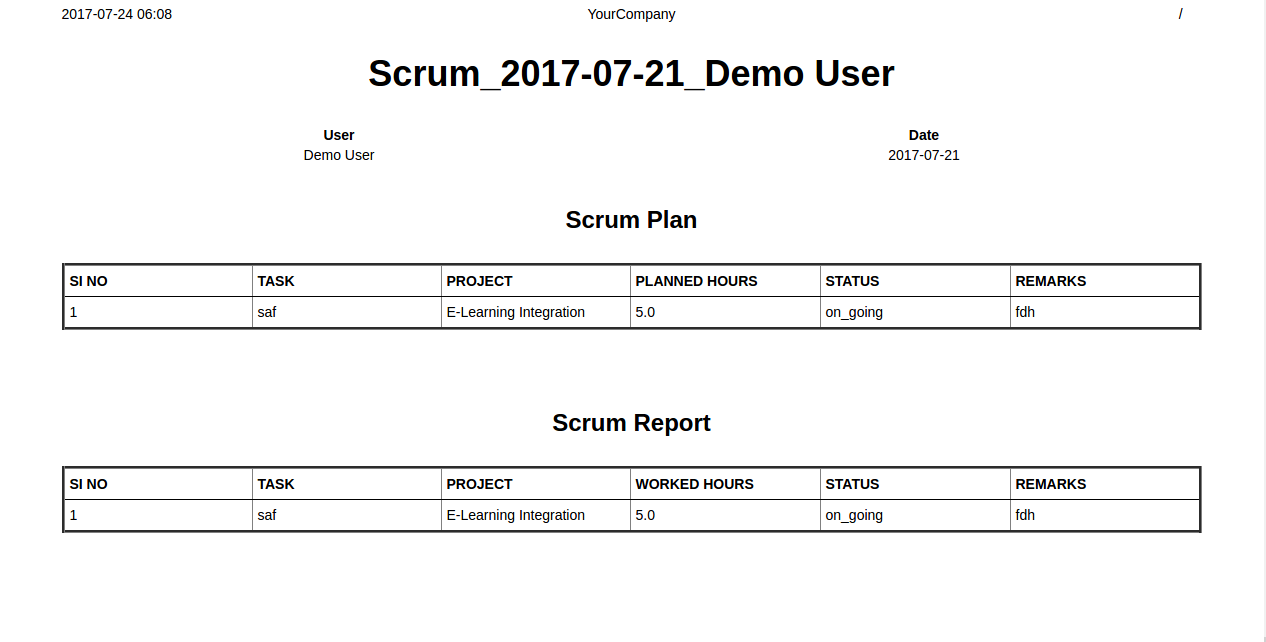 2017-07-24 06:08 YourCompany /
Scrum_2017-07-21_Demo User
User Date
Demo User 2017-07-21
Scrum Plan
SI NO TASK PROJECT PLANNED HOURS STATUS REMARKS
1 saf E-Learning Integration 5.0 on_going fdh
Scrum Report
SI NO TASK PROJECT WORKED HOURS STATUS REMARKS
1 saf E-Learning Integration 5.0 on_going fdh